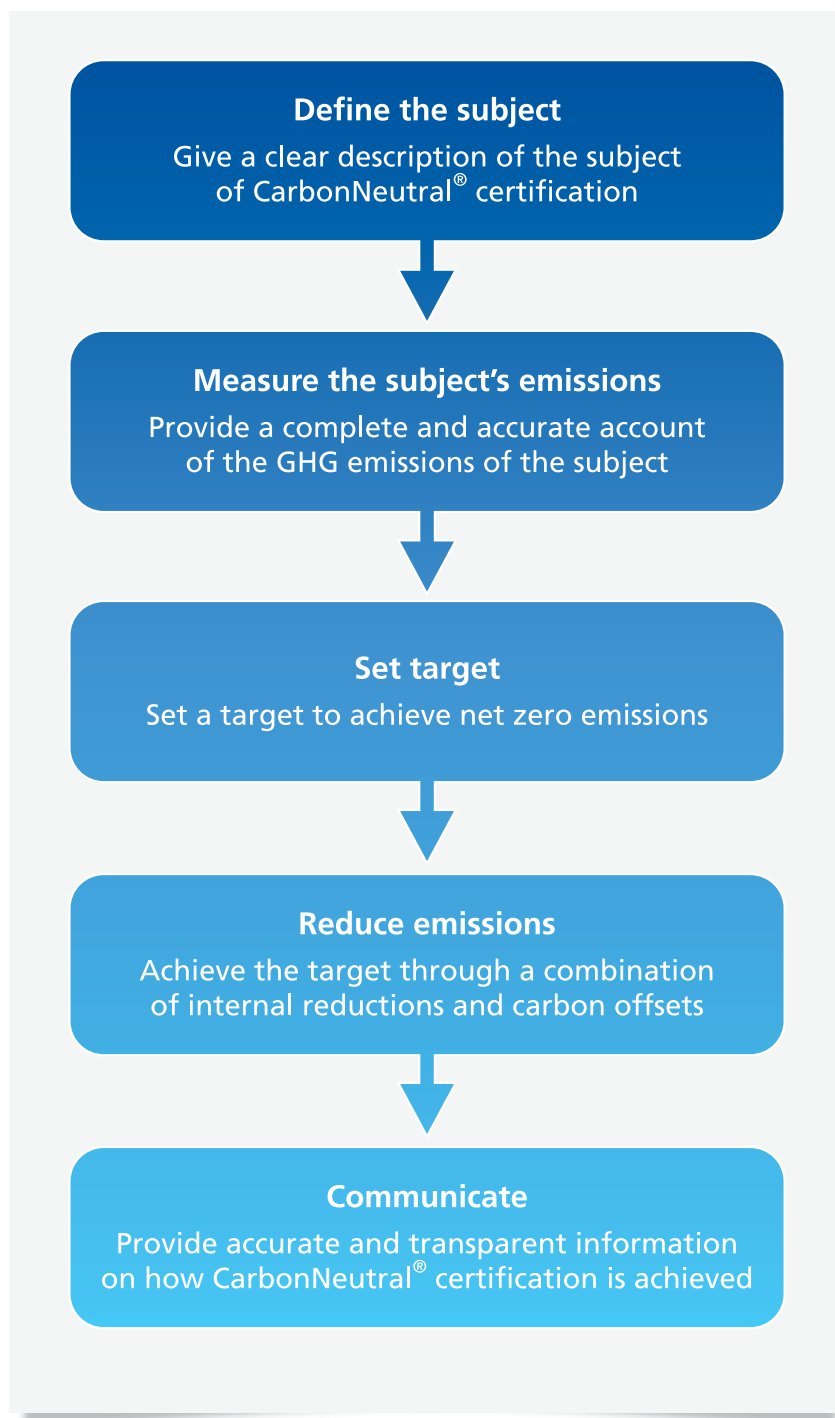 Define the subject
Give a clear description of the subject
of CarbonNeutral® certification
Measure the subject’s emissions
Provide a complete and accurate account
of the GHG emissions of the subject
Set target
Set a target to achieve net zero emissions
Reduce emissions
Achieve the target through a combination
of internal reductions and carbon offsets
Communicate
Provide accurate and transparent information
on how CarbonNeutral® certification is achieved